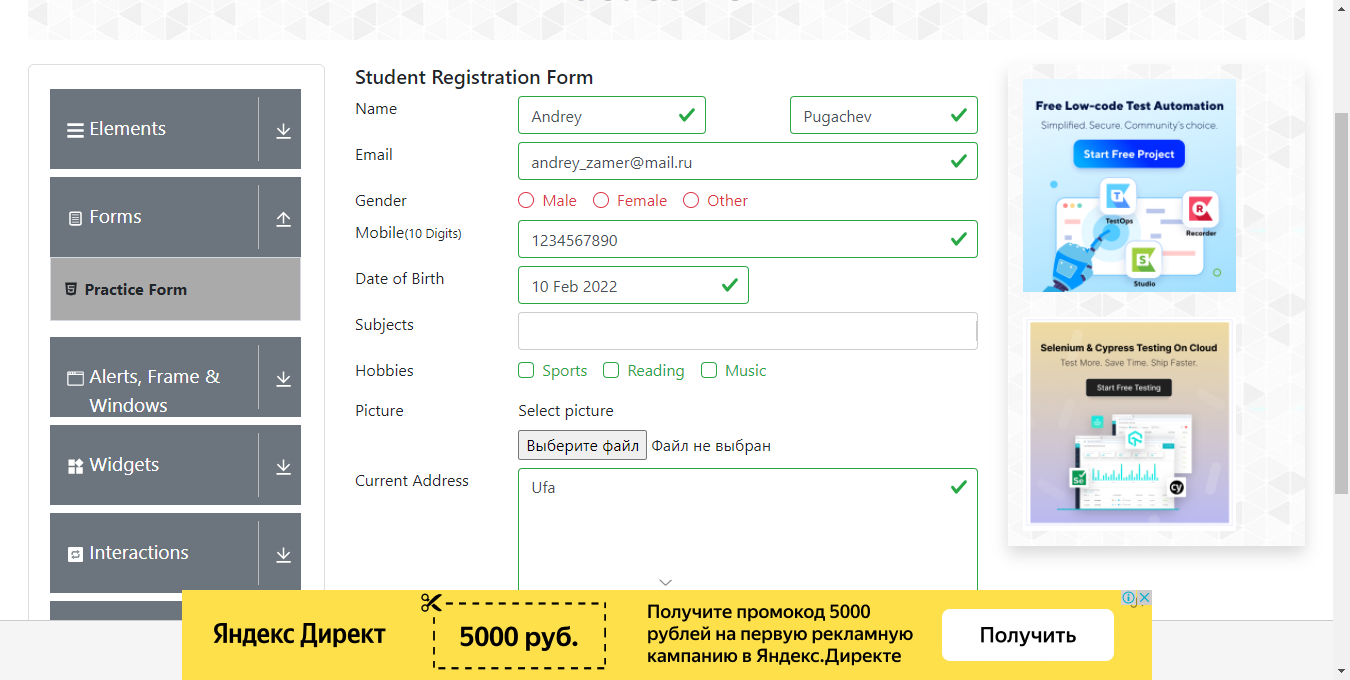 Elements
Forms
Practice Form
Alerts, Frame &
Windows
Widgets
Interactions
Student Registration Form
Name
Andrey
Pugachev
Email
andrey_zamer@mail.ru
Gender
Male
Female
Other
Mobile(10 Digits)
1234567890
Date of Birth
10 Feb 2022
Subjects
Hobbies
Sports
Reading
Music
Picture
Select picture
Выберите файл Файл не выбран
Current Address
Ufa
Free Low-code Test Automation
Simplified. Secure. Community's choice.
Start Free Project
TestOps
Recorder
Studio
Selenium & Cypress Testing On Cloud
Test More. Save Time. Ship Faster.
Start Free Testing
Se
cy
Яндекс Директ
5000 руб.
Получите промокод 5000
рублей на первую рекламную
кампанию в Яндекс.Директе
Получить